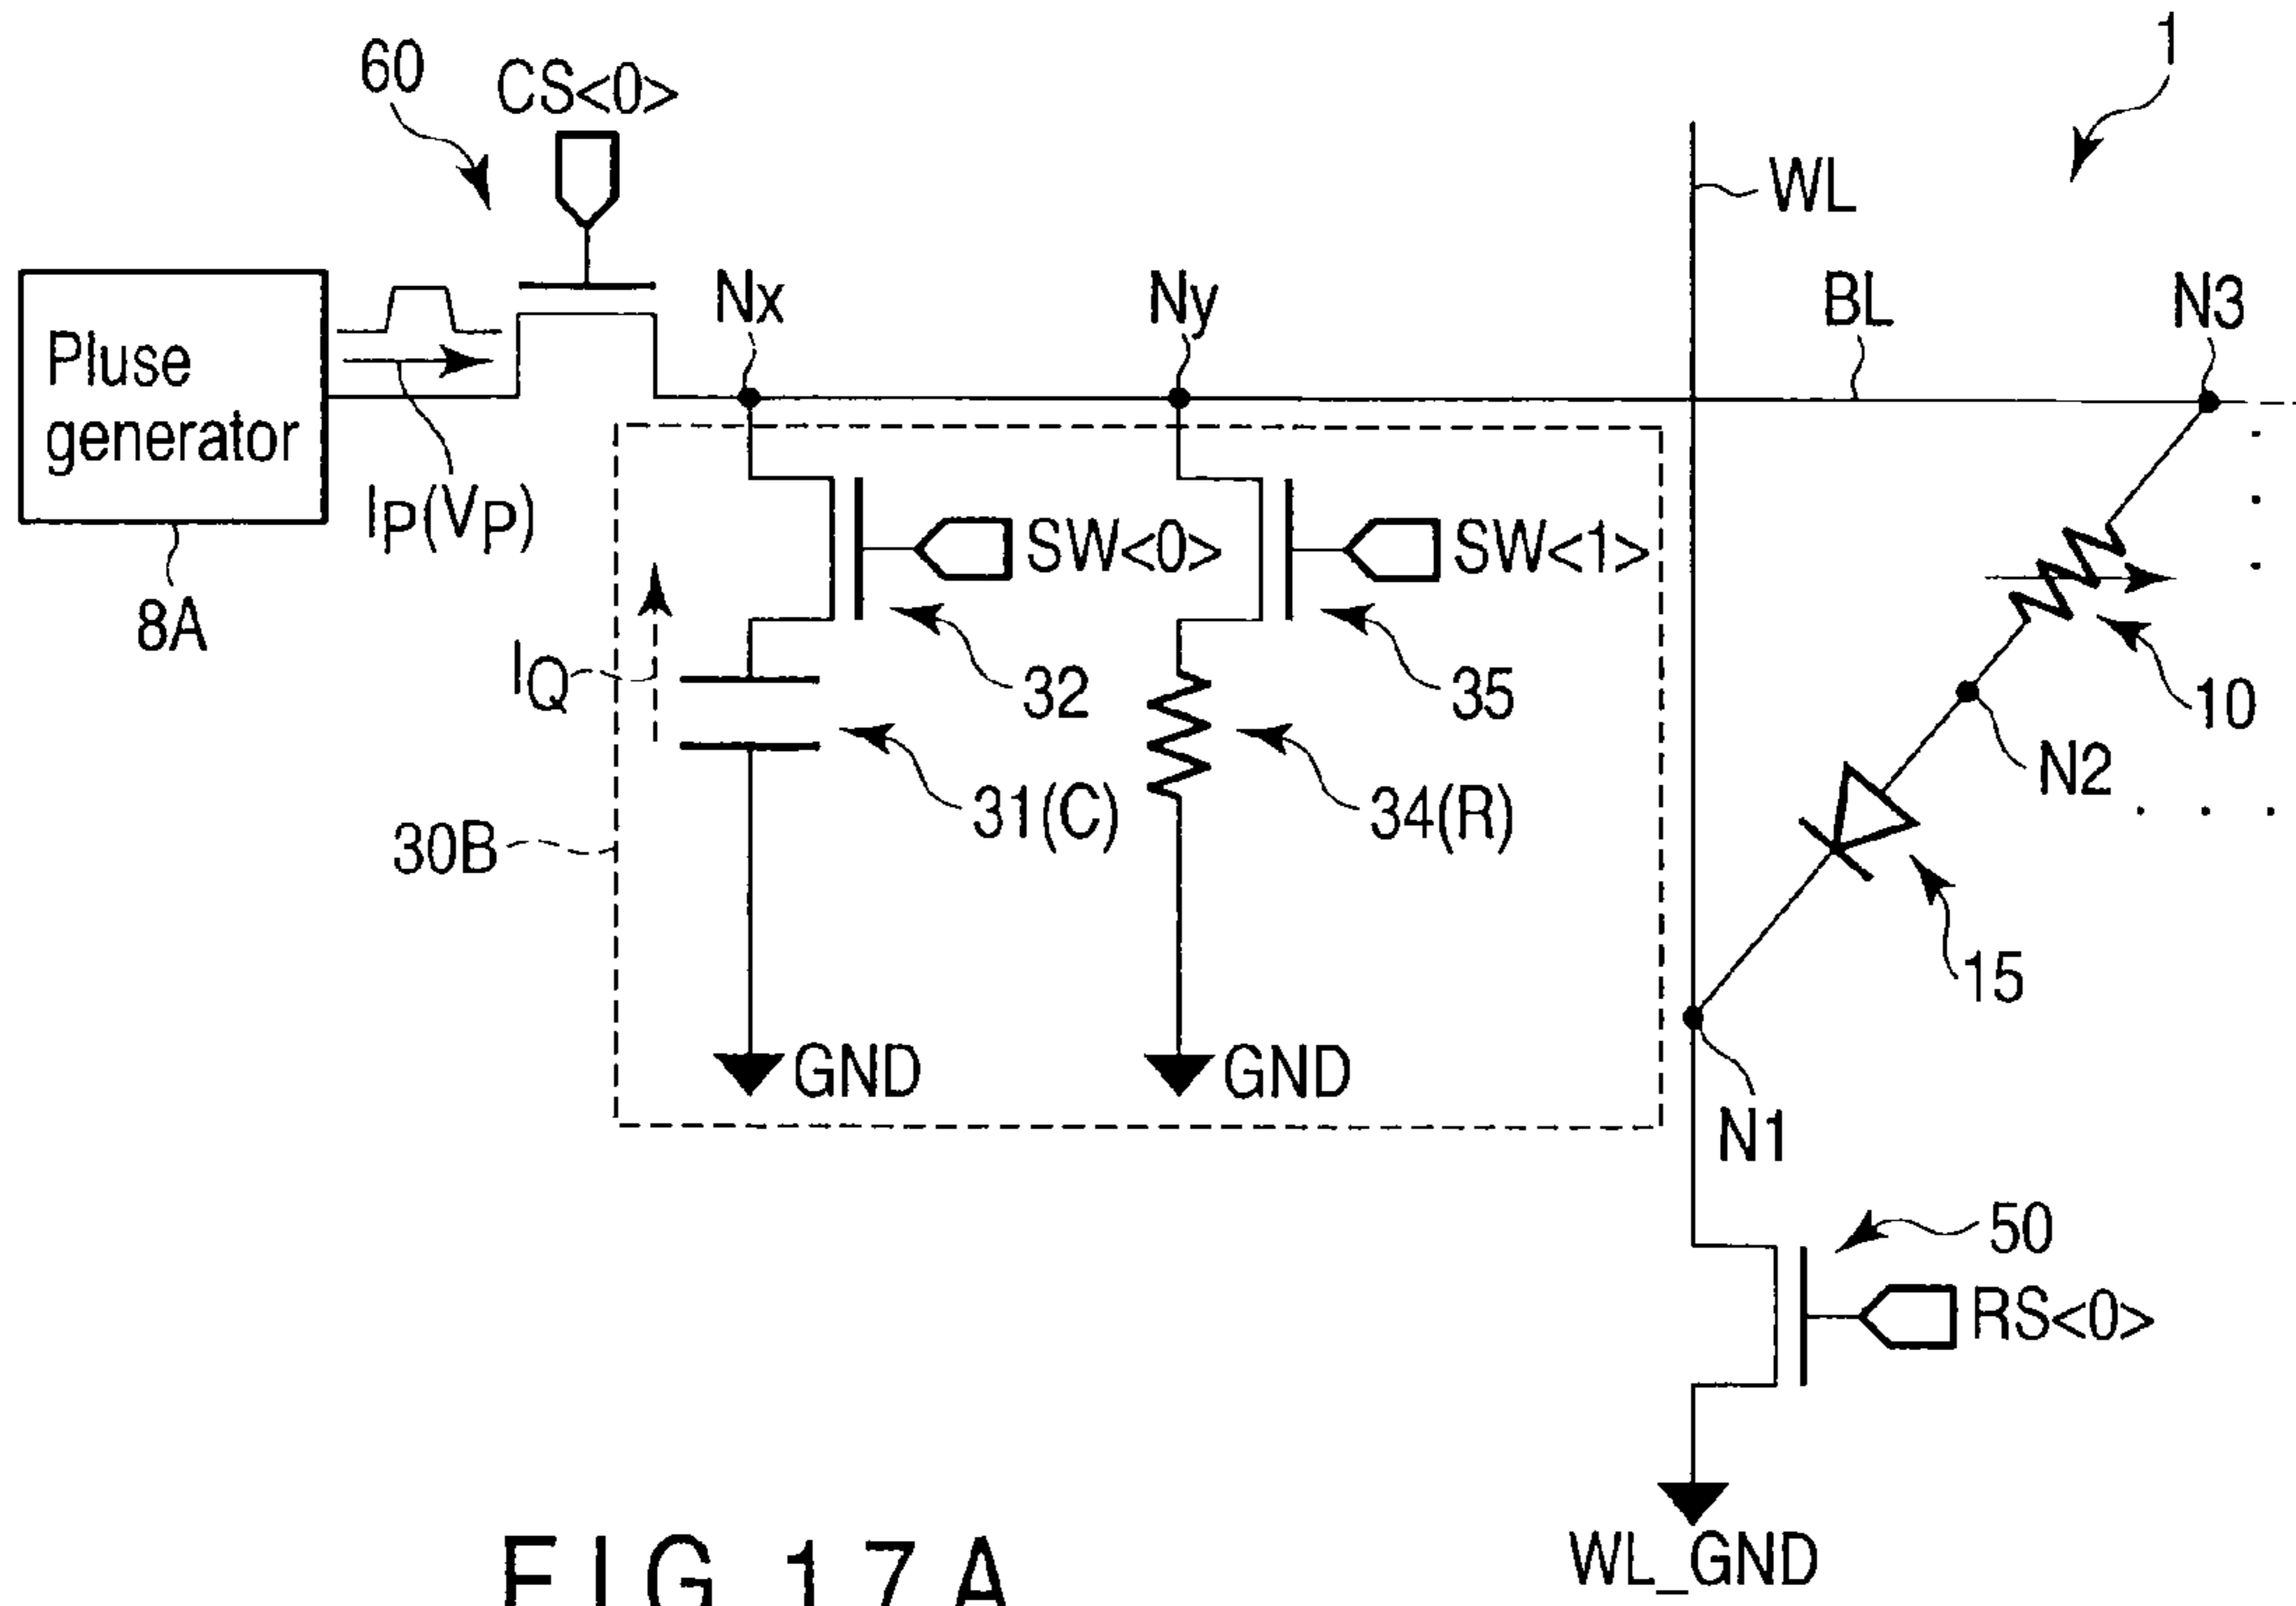 1
60
CS<0>
WL
Nx
Ny
BL
N3
Pluse
generator
IP(VP)
SW<0>
SW<1>
8A
IQ
32
35
10
N2
31(C)
34(R)
30B
15
GND
GND
N1
50
RS<0>
WL_GND
FIG. 17A